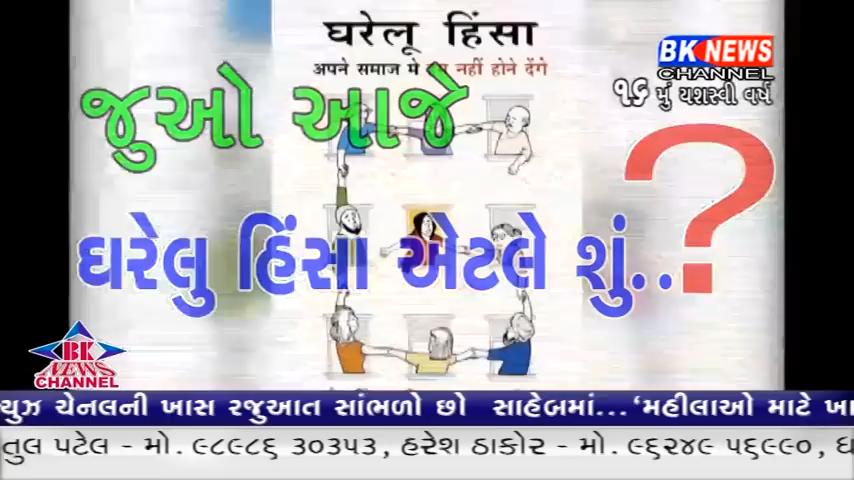 ઘરેલૂ હિંસા
अपने समाज मे नहीं होने देंगे
BK NEWS
CHANNEL
૧૬ મું યશસ્વી વર્ષ
જુઓ આજે
ઘરેલુ હિંસા એટલે શું..?
BK
NEWS
CHANNEL
યુઝ ચેનલની ખાસ રજુઆત સાંભળો છો સાહેબમાં...‘મહીલાઓ માટે ખા
તુલ પટેલ - મો. ૯૮૯૮૬ ૩૦૩૫૩, હરેશ ઠાકોર - મો. ૯૬૨૪૯ ૫૬૯૯૦, ધ